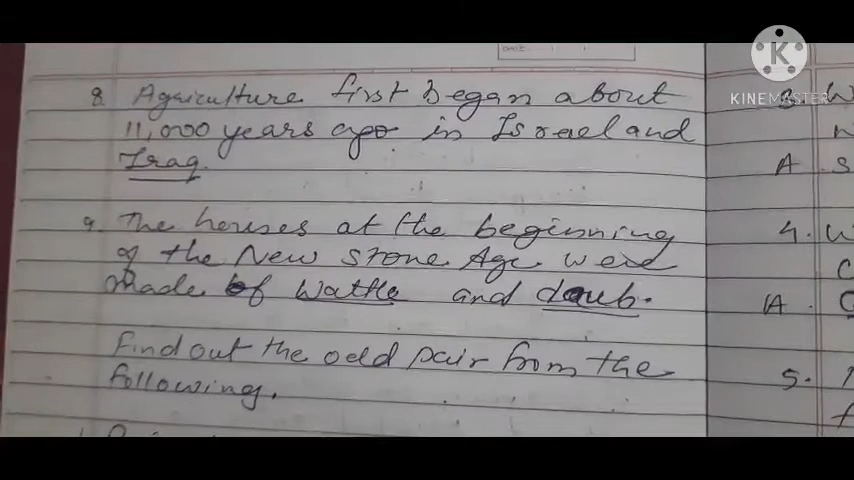 DATE
8. Agriculture first began about
11,000 years ago in Israel and
Iraq.
9. The houses at the beginning
of the New Stone Age were
made of Wattle and daub.
Find out the odd pair from the
following.
3
A
4.
A.
5.
KINEMASTER